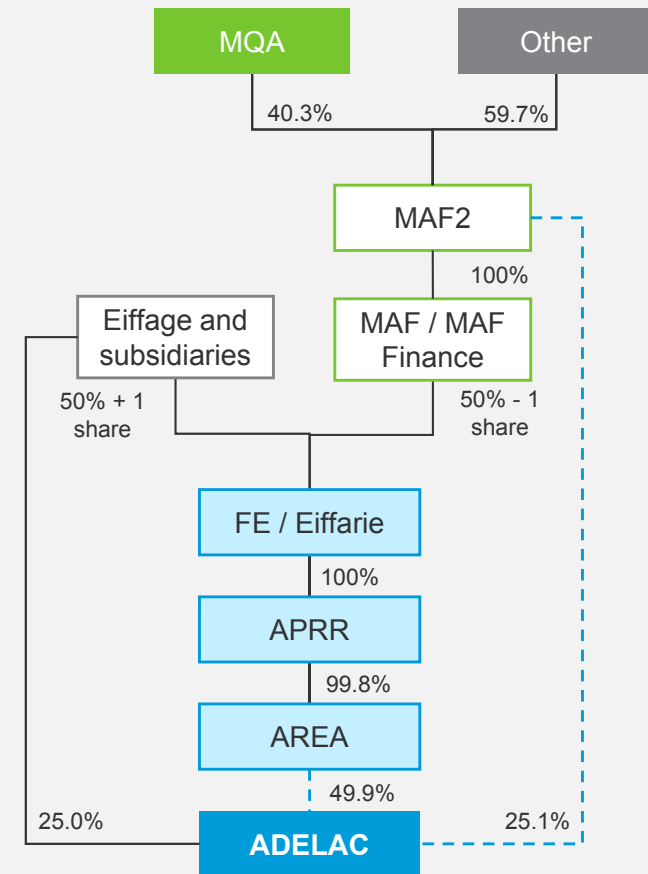 MQA
Other
40.3%
59.7%
MAF2
100%
Eiffage and
subsidiaries
MAF / MAF
Finance
50% + 1
share
50% - 1
share
FE / Eiffarie
100%
APRR
99.8%
AREA
49.9%
25.0%
ADELAC
25.1%